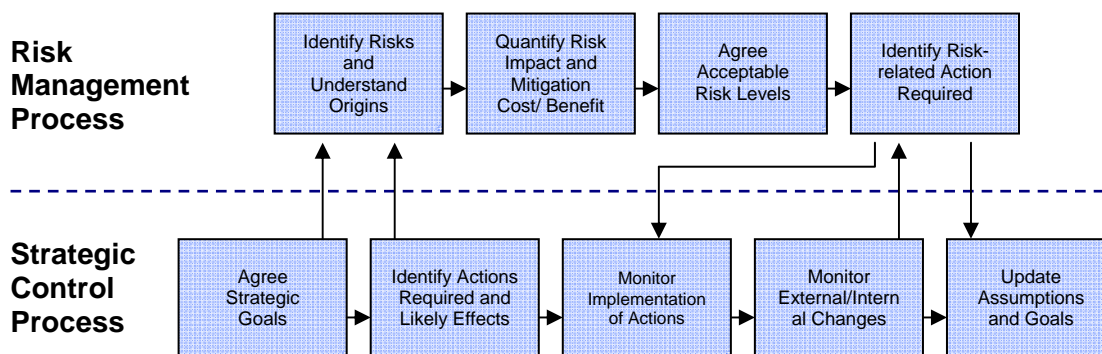 Risk
Management
Process
Identify Risks
and
Understand
Origins
Quantify Risk
Impact and
Mitigation
Cost/ Benefit
Agree
Acceptable
Risk Levels
Identify Risk-
related Action
Required
Strategic
Control
Process
Agree
Strategic
Goals
Identify Actions
Required and
Likely Effects
Monitor
Implementation
of Actions
Monitor
External/Intern
al Changes
Update
Assumptions
and Goals